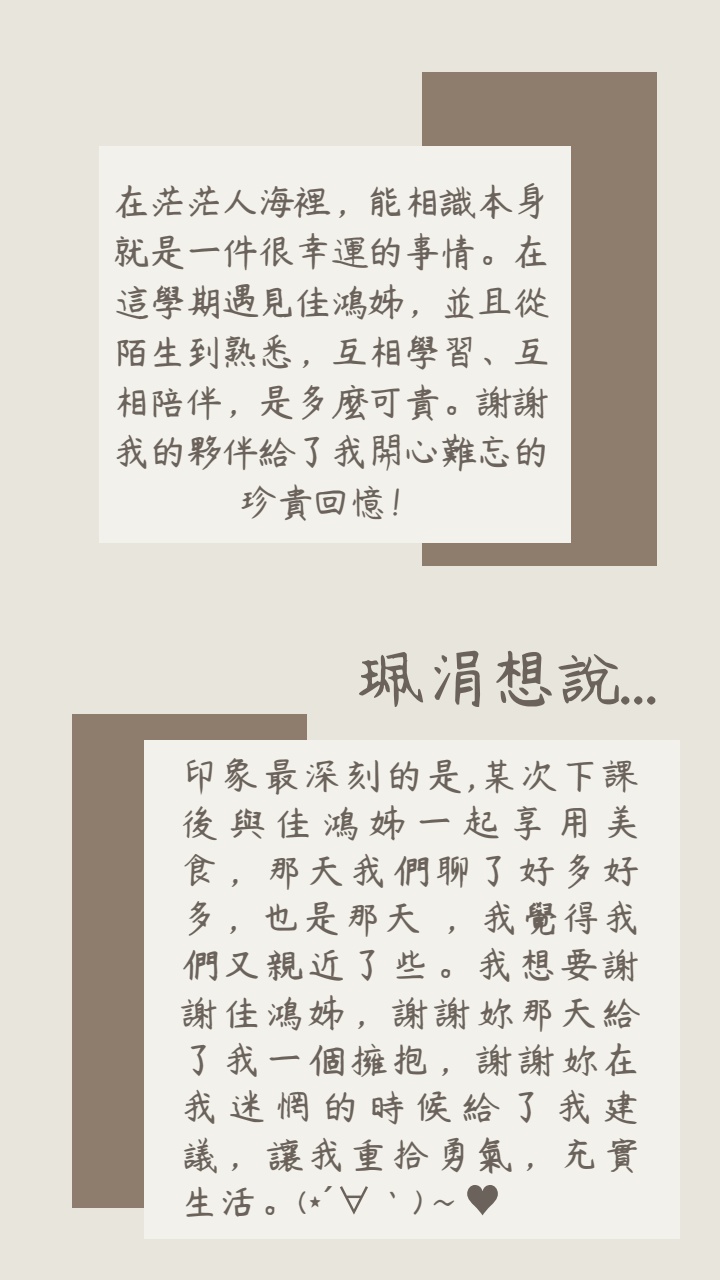 在茫茫人海裡，能相識本身
就是一件很幸運的事情。在
這學期遇見佳鴻姊，並且從
陌生到熟悉，互相學習、互
相陪伴，是多麼可貴。謝謝
我的夥伴給了我開心難忘的
珍貴回憶！
珮涓想說...
印象最深刻的是,某次下課
後與佳鴻姊一起享用美
食，那天我們聊了好多好
多，也是那天 ，我覺得我
們又親近了些。我想要謝
謝佳鴻姊，謝謝妳那天給
了我一個擁抱，謝謝妳在
我迷惘的時候給了我建
議，讓我重拾勇氣，充實
生活。(⋆ˊ∀ˋ)～♥